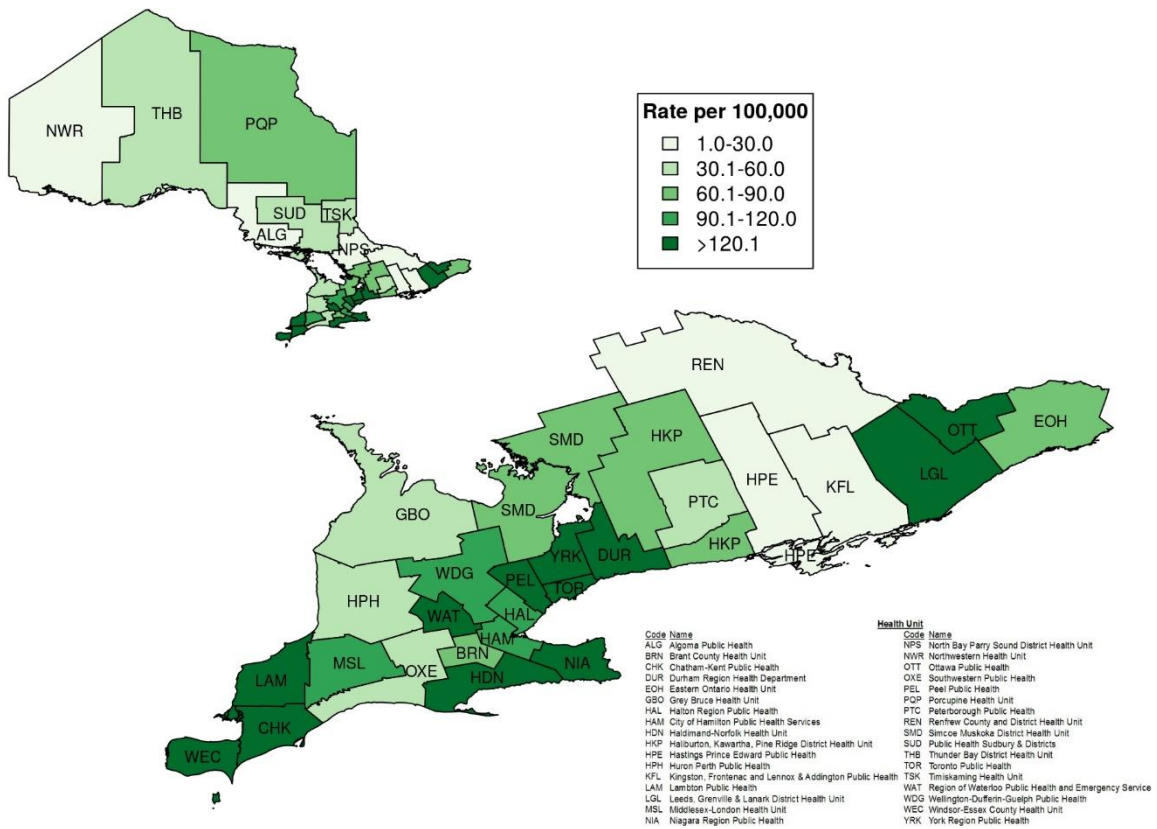 NWR
THB
PQP
SUD
TSK
ALG
NPS
Rate per 100,000
1.0-30.0
30.1-60.0
60.1-90.0
90.1-120.0
>120.1
REN
SMD
HKP
OTT
EOH
LGL
HPE
KFL
PTC
GBO
SMD
HKP
YRK
DUR
HPE
WDG
PEL
TOR
HPH
WAT
HAL
HAM
MSL
OXE
BRN
NIA
LAM
HDN
CHK
WEC
Health Unit
Code Name
ALG Algoma Public Health
BRN Brant County Health Unit
CHK Chatham-Kent Public Health
DUR Durham Region Health Department
EOH Eastern Ontario Health Unit
GBO Grey Bruce Health Unit
HAL Halton Region Public Health
HAM City of Hamilton Public Health Services
HDN Haldimand-Norfolk Health Unit
HKP Haliburton, Kawartha, Pine Ridge District Health Unit
HPE Hastings Prince Edward Public Health
HPH Huron Perth Public Health
KFL Kingston, Frontenac and Lennox & Addington Public Health
LAM Lambton Public Health
LGL Leeds, Grenville & Lanark District Health Unit
MSL Middlesex-London Health Unit
NIA Niagara Region Public Health
Code Name
NPS North Bay Parry Sound District Health Unit
NWR Northwestern Health Unit
OTT Ottawa Public Health
OXE Southwestern Public Health
PEL Peel Public Health
PQP Porcupine Health Unit
PTC Peterborough Public Health
REN Renfrew County and District Health Unit
SMD Simcoe Muskoka District Health Unit
SUD Public Health Sudbury & Districts
THB Thunder Bay District Health Unit
TOR Toronto Public Health
TSK Timiskaming Health Unit
WAT Region of Waterloo Public Health and Emergency Service
WDG Wellington-Dufferin-Guelph Public Health
WEC Windsor-Essex County Health Unit
YRK York Region Public Health